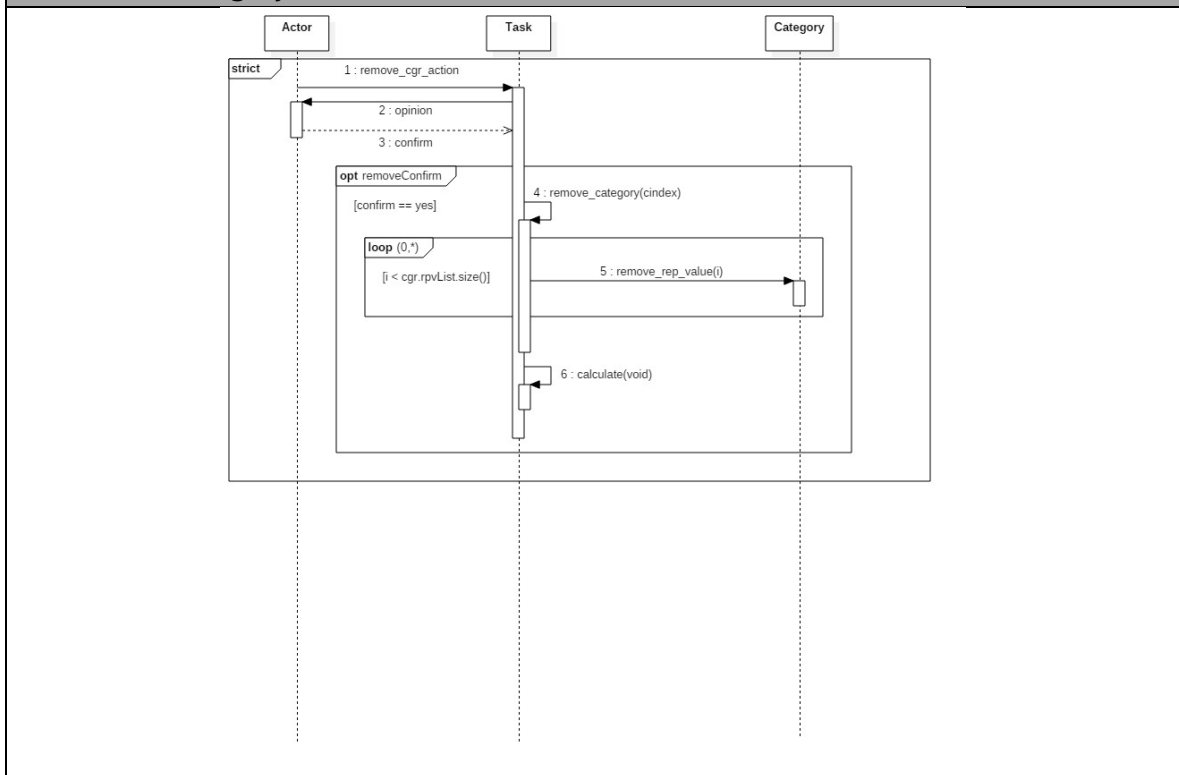 Actor
Task
Category
strict
1 : remove_cgr_action
2 : opinion
3 : confirm
opt removeConfirm
4 : remove_category(cindex)
[confirm == yes]
loop (0,*)
[i < cgr.rpvList.size()]
5 : remove_rep_value(i)
6 : calculate(void)